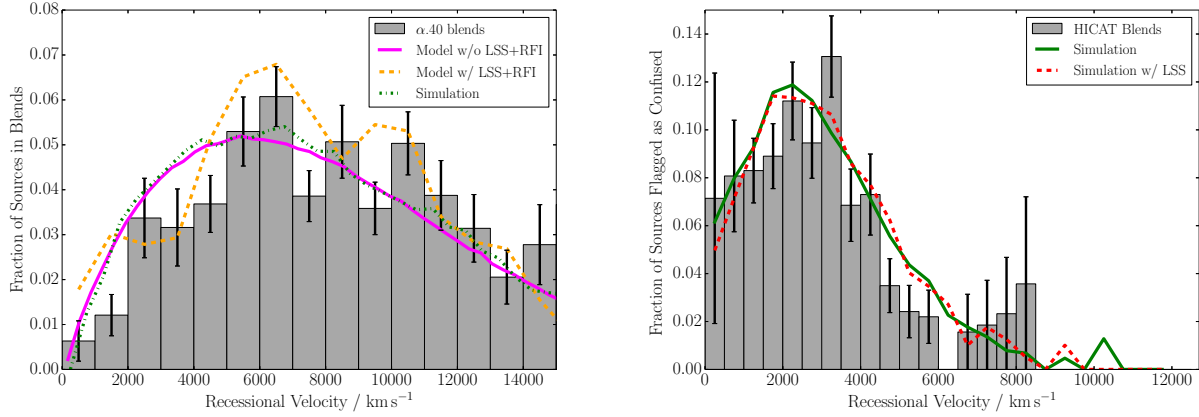 0.08
0.07
0.06
0.05
0.04
0.03
0.02
0.01
0.00
Fraction of Sources in Blends
0
2000
4000
6000
8000
10000
12000
14000
Recessional Velocity / km s⁻¹
α.40 blends
Model w/o LSS+RFI
Model w/ LSS+RFI
Simulation
0.14
0.12
0.10
0.08
0.06
0.04
0.02
0.00
Fraction of Sources Flagged as Confused
0
2000
4000
6000
8000
10000
12000
Recessional Velocity / km s⁻¹
HICAT Blends
Simulation
Simulation w/ LSS